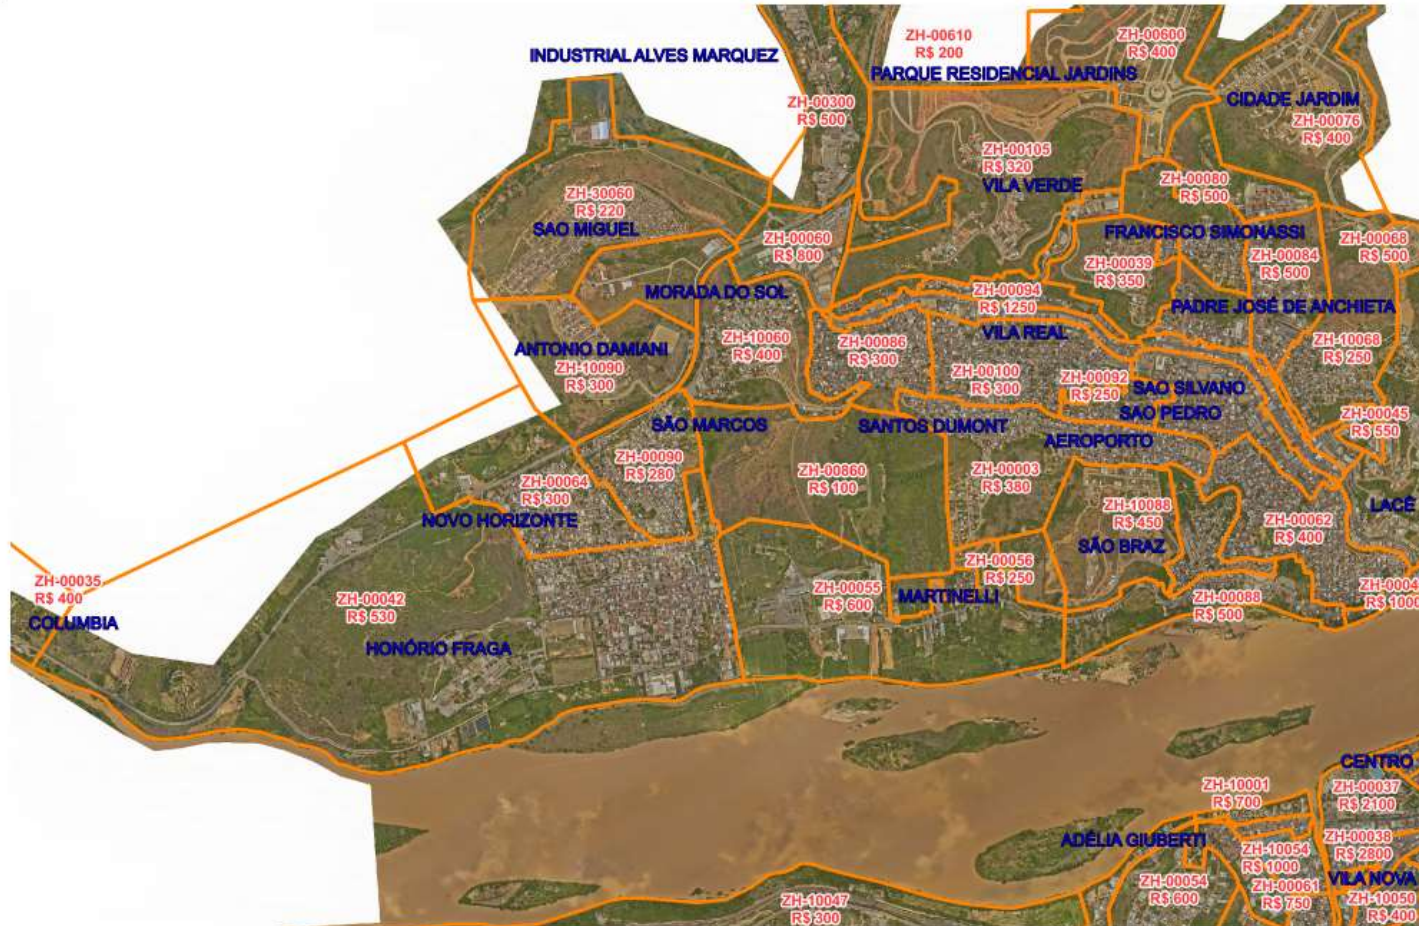 ZH-00610
R$ 200
ZH-00600
R$ 400
INDUSTRIAL ALVES MARQUEZ
PARQUE RESIDENCIAL JARDINS
ZH-00300
R$ 500
CIDADE JARDIM
ZH-00076
R$ 400
ZH-00105
R$ 320
VILA VERDE
ZH-00080
R$ 500
ZH-30060
R$ 220
SAO MIGUEL
ZH-00060
R$ 800
FRANCISCO SIMONASSI
ZH-00068
R$ 500
ZH-00039
R$ 350
ZH-00084
R$ 500
MORADA DO SOL
ZH-00094
R$ 1250
PADRE JOSÉ DE ANCHIETA
VILA REAL
ZH-10060
R$ 400
ZH-00086
R$ 300
ZH-10068
R$ 250
ANTONIO DAMIANI
ZH-10090
R$ 300
ZH-00100
R$ 300
ZH-00092
R$ 250
SAO SILVANO
SAO PEDRO
ZH-00045
R$ 550
SÃO MARCOS
SANTOS DUMONT
AEROPORTO
ZH-00090
R$ 280
ZH-00860
R$ 100
ZH-00003
R$ 380
ZH-00064
R$ 300
ZH-10088
R$ 450
LACÊ
NOVO HORIZONTE
ZH-00062
R$ 400
SÃO BRAZ
ZH-00056
R$ 250
ZH-00035
R$ 400
ZH-00055
R$ 600
MARTINELLI
ZH-0004
R$ 1000
ZH-00042
R$ 530
ZH-00088
R$ 500
COLUMBIA
HONÓRIO FRAGA
CENTRO
ZH-10001
R$ 700
ZH-00037
R$ 2100
ADÉLIA GIUBERTI
ZH-10054
R$ 1000
ZH-00038
R$ 2800
ZH-00054
R$ 600
ZH-00061
R$ 750
VILA NOVA
ZH-10047
R$ 300
ZH-10050
R$ 400